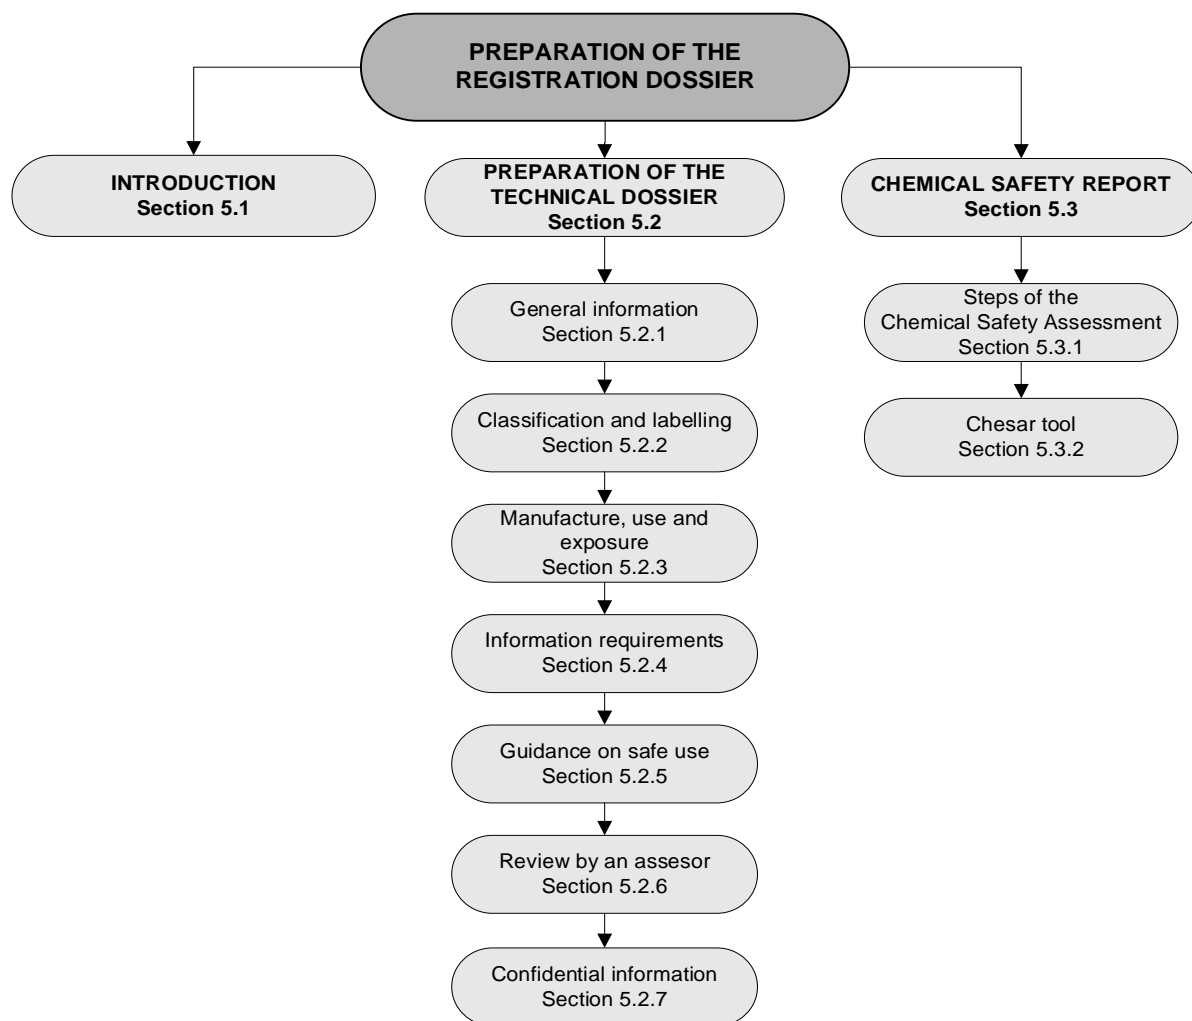 PREPARATION OF THE
REGISTRATION DOSSIER
INTRODUCTION
Section 5.1
PREPARATION OF THE
TECHNICAL DOSSIER
Section 5.2
CHEMICAL SAFETY REPORT
Section 5.3
General information
Section 5.2.1
Classification and labelling
Section 5.2.2
Manufacture, use and
exposure
Section 5.2.3
Information requirements
Section 5.2.4
Guidance on safe use
Section 5.2.5
Review by an assesor
Section 5.2.6
Confidential information
Section 5.2.7
Steps of the
Chemical Safety Assessment
Section 5.3.1
Chesar tool
Section 5.3.2